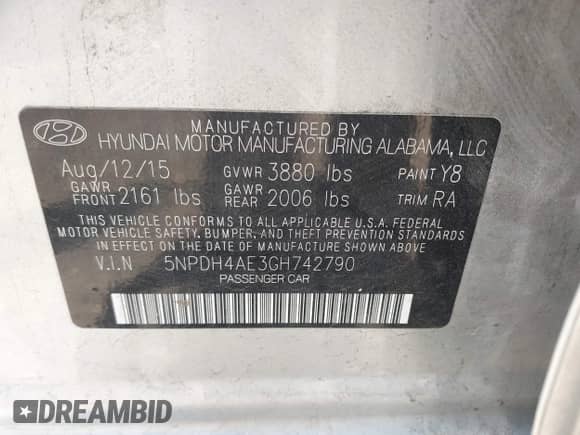 MANUFACTURED BY
HYUNDAI MOTOR MANUFACTURING ALABAMA, LLC
Aug/12/15 GVWR 3880 lbs PAINT Y8
GAWR FRONT 2161 lbs GAWR REAR 2006 lbs TRIM RA
THIS VEHICLE CONFORMS TO ALL APPLICABLE U.S.A. FEDERAL
MOTOR VEHICLE SAFETY, BUMPER, AND THEFT PREVENTION STANDARDS
IN EFFECT ON THE DATE OF MANUFACTURE SHOWN ABOVE.
V.I.N 5NPDH4AE3GH742790
PASSENGER CAR
#DREAMBID